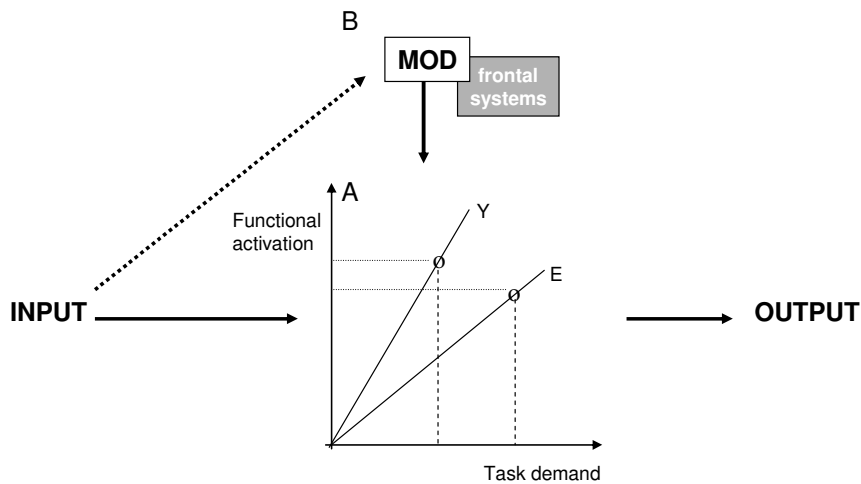 B
MOD
frontal
systems
A
Functional
activation
Y
o
E
o
INPUT
OUTPUT
Task demand